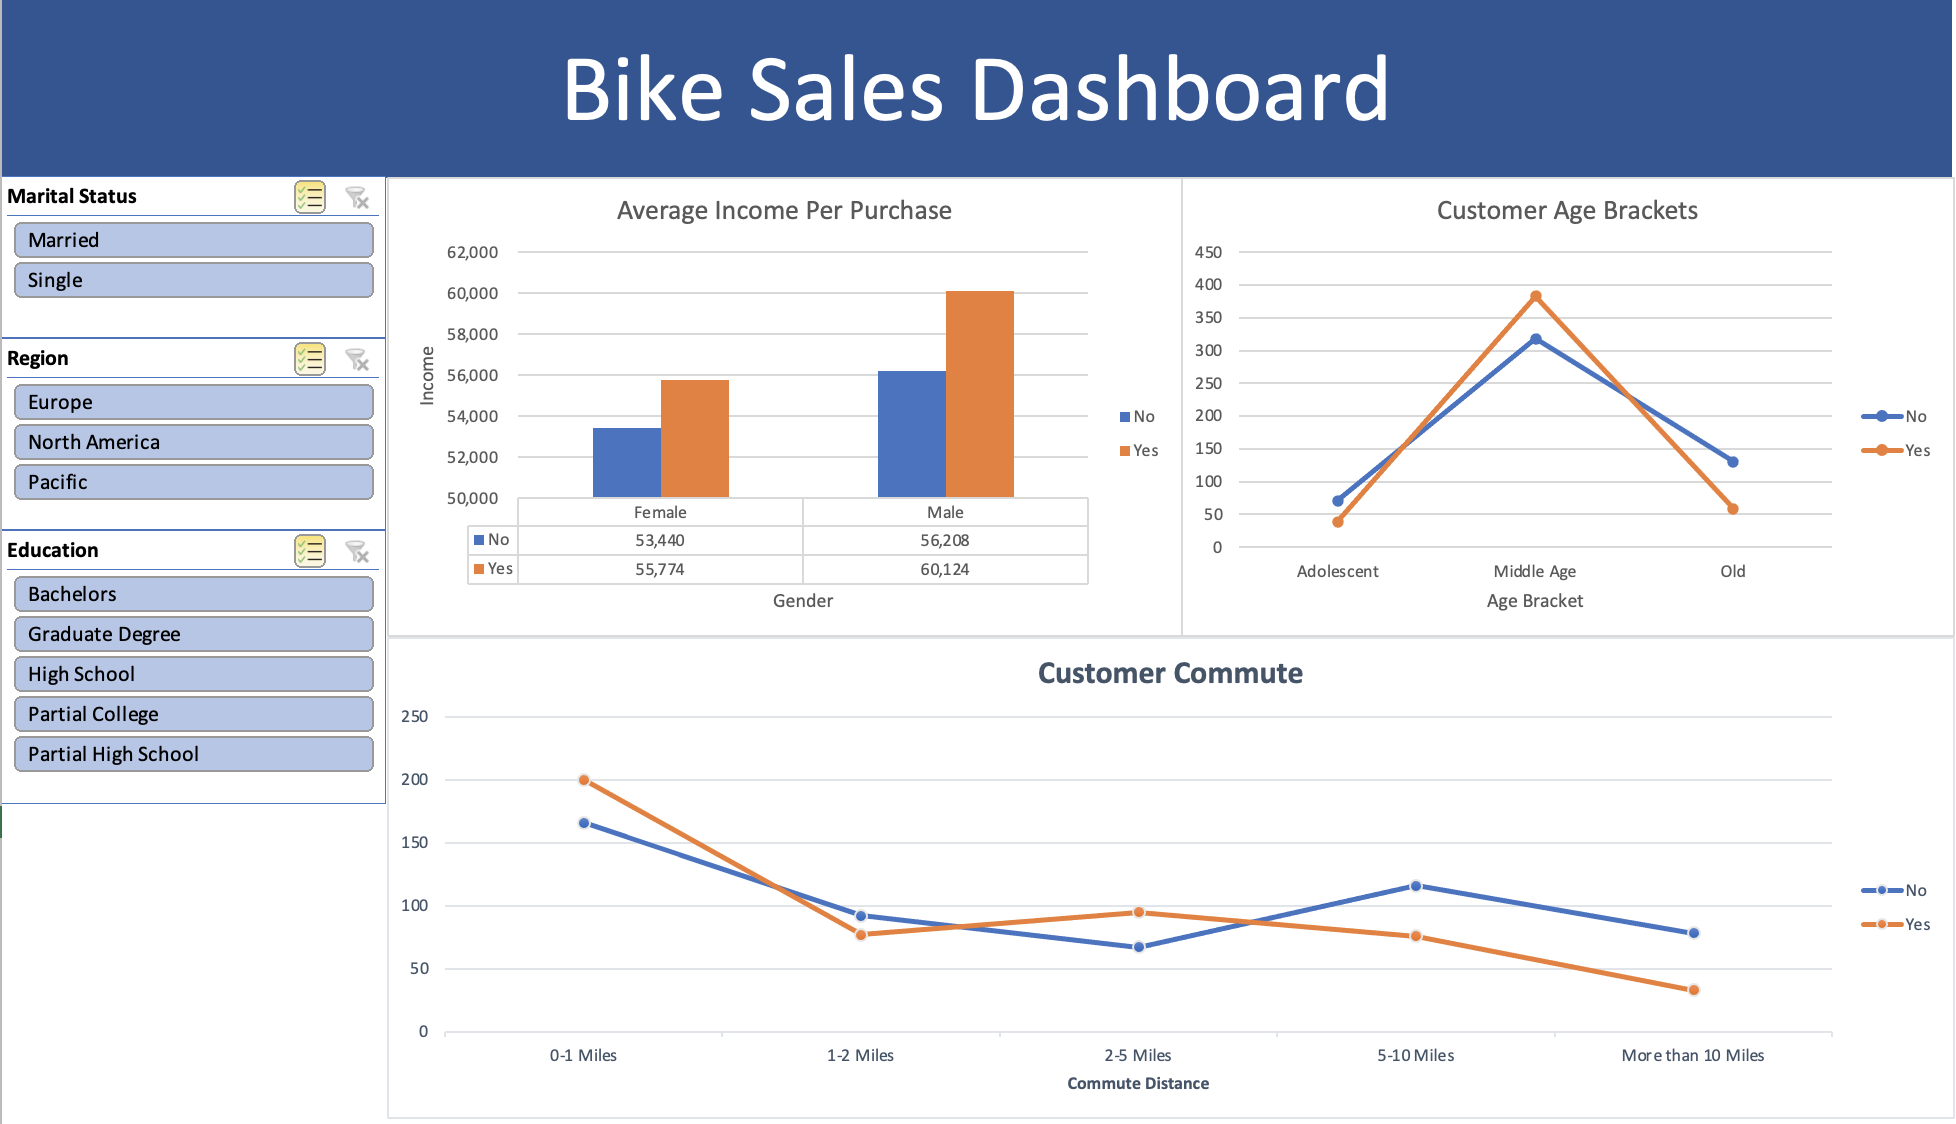 Bike Sales Dashboard
Marital Status
Married
Single
Region
Europe
North America
Pacific
Education
Bachelors
Graduate Degree
High School
Partial College
Partial High School
Average Income Per Purchase
62,000
60,000
58,000
56,000
54,000
52,000
50,000
Income
Female Male
No 53,440 56,208
Yes 55,774 60,124
Gender
No
Yes
Customer Age Brackets
450
400
350
300
250
200
150
100
50
0
Adolescent Middle Age Old
Age Bracket
No
Yes
Customer Commute
250
200
150
100
50
0
0-1 Miles 1-2 Miles 2-5 Miles 5-10 Miles More than 10 Miles
Commute Distance
No
Yes